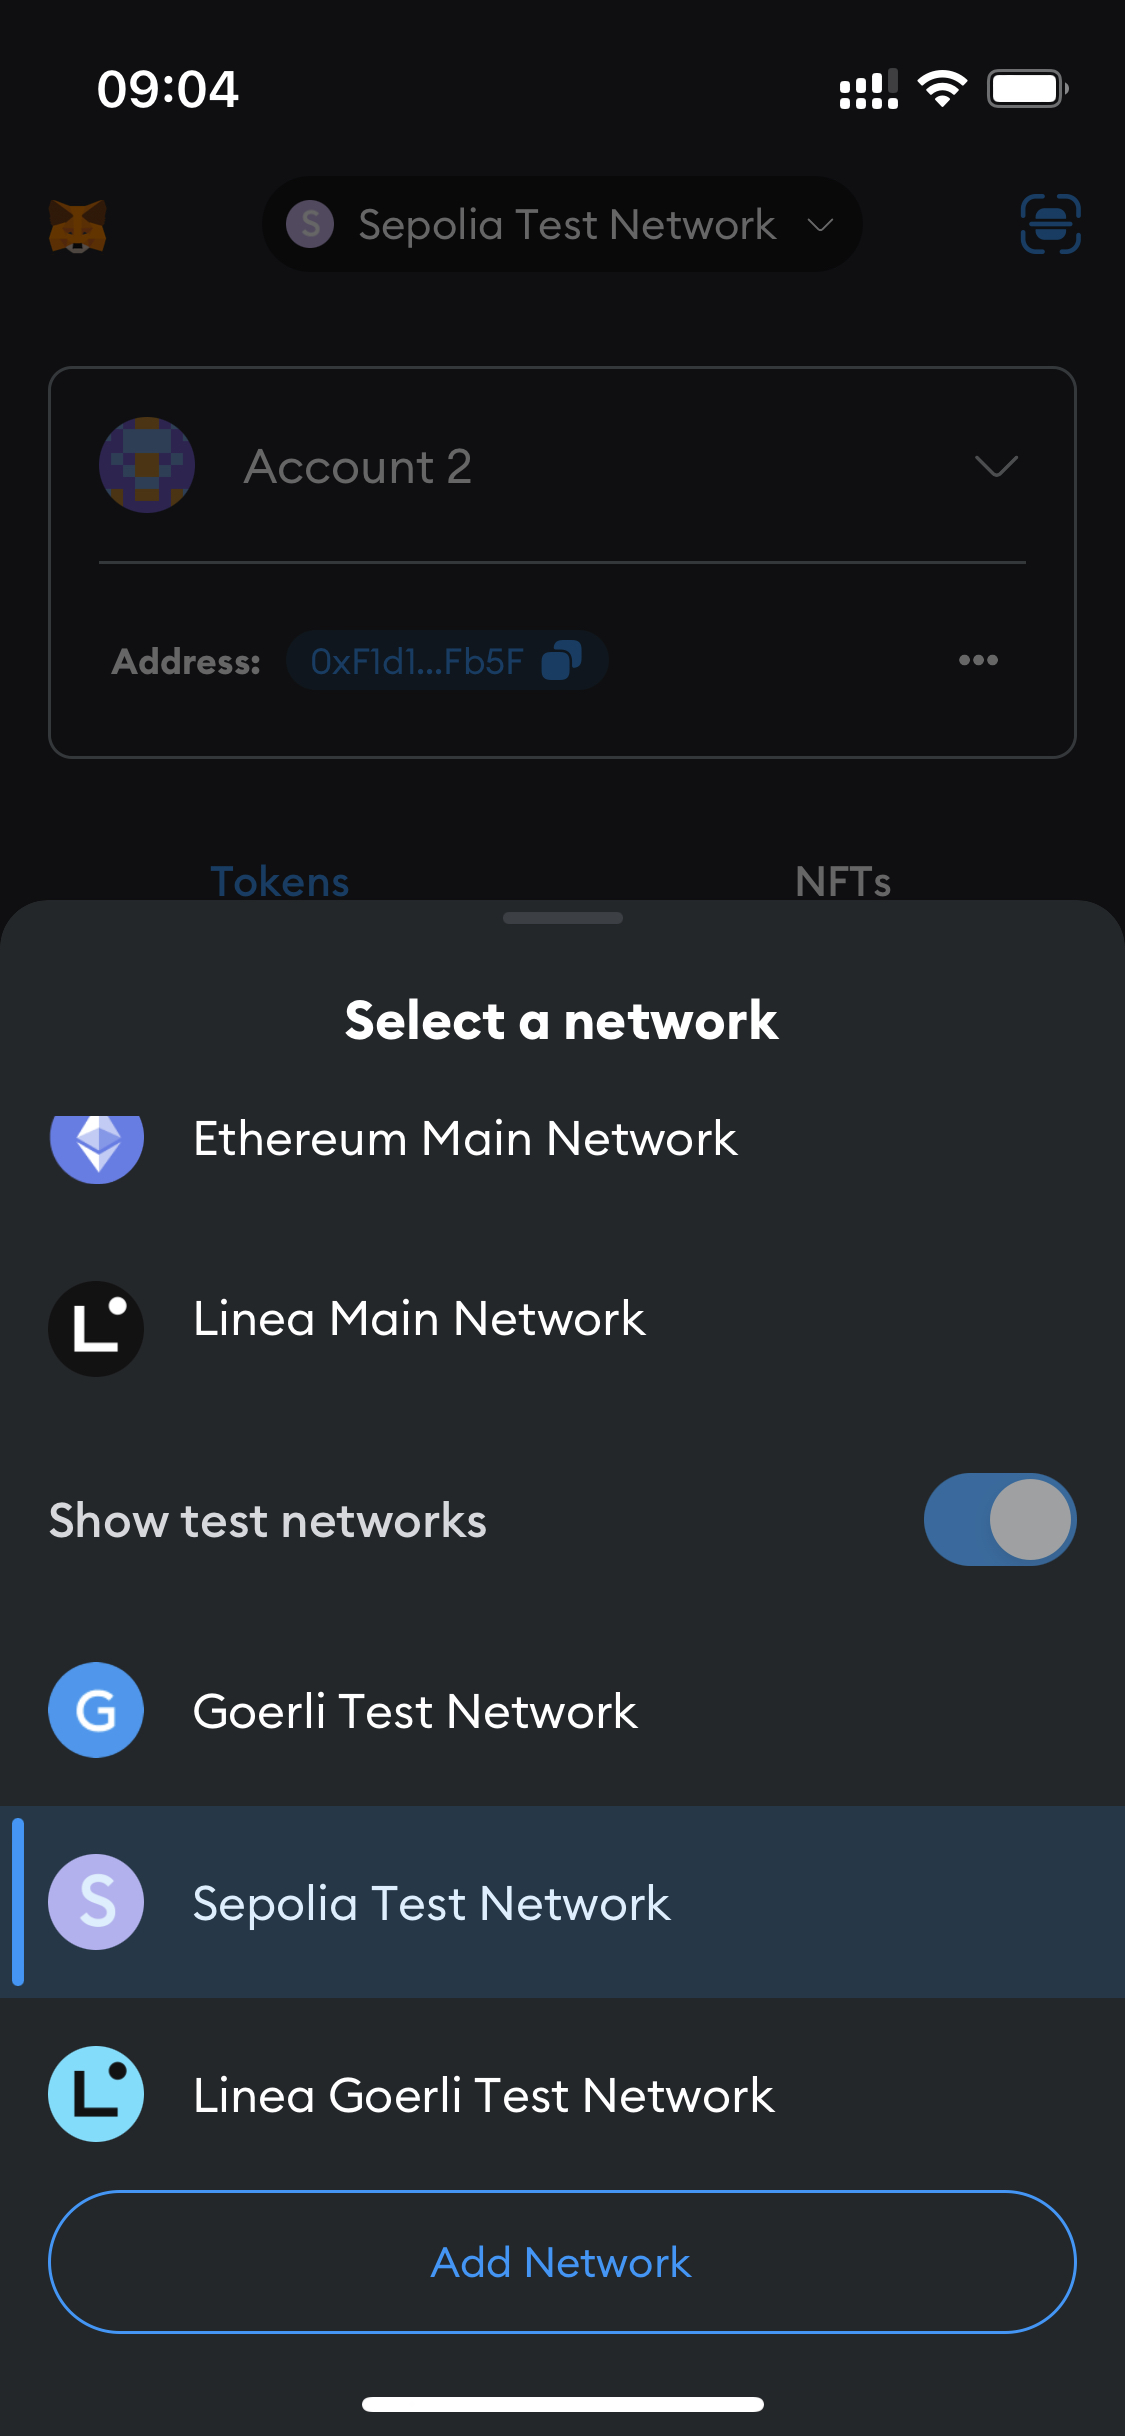 09:04
S Sepolia Test Network
Account 2
Address: 0xF1d1...Fb5F
Tokens NFTs
Select a network
Ethereum Main Network
Linea Main Network
Show test networks
G Goerli Test Network
S Sepolia Test Network
Linea Goerli Test Network
Add Network